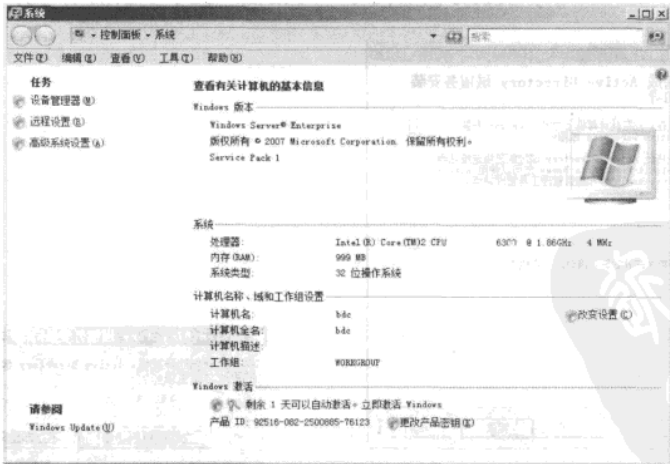 系统
控制面板 - 系统
搜索
文件(F) 编辑(E) 查看(V) 工具(T) 帮助(H)
任务
设备管理器(M)
远程设置(R)
高级系统设置(A)
查看有关计算机的基本信息
Windows 版本
Windows Server® Enterprise
版权所有 © 2007 Microsoft Corporation. 保留所有权利。
Service Pack 1
系统
处理器: Intel(R) Core(TM)2 CPU 6300 @ 1.86GHz 4 MHz
内存(RAM): 999 MB
系统类型: 32 位操作系统
计算机名称、域和工作组设置
计算机名: bdc
改变设置(C)
计算机全名: bdc
计算机描述:
工作组: WORKGROUP
Windows 激活
剩余 1 天可以自动激活。立即激活 Windows
产品 ID: 92516-082-2500885-76123 更改产品密钥(K)
请参阅
Windows Update(U)